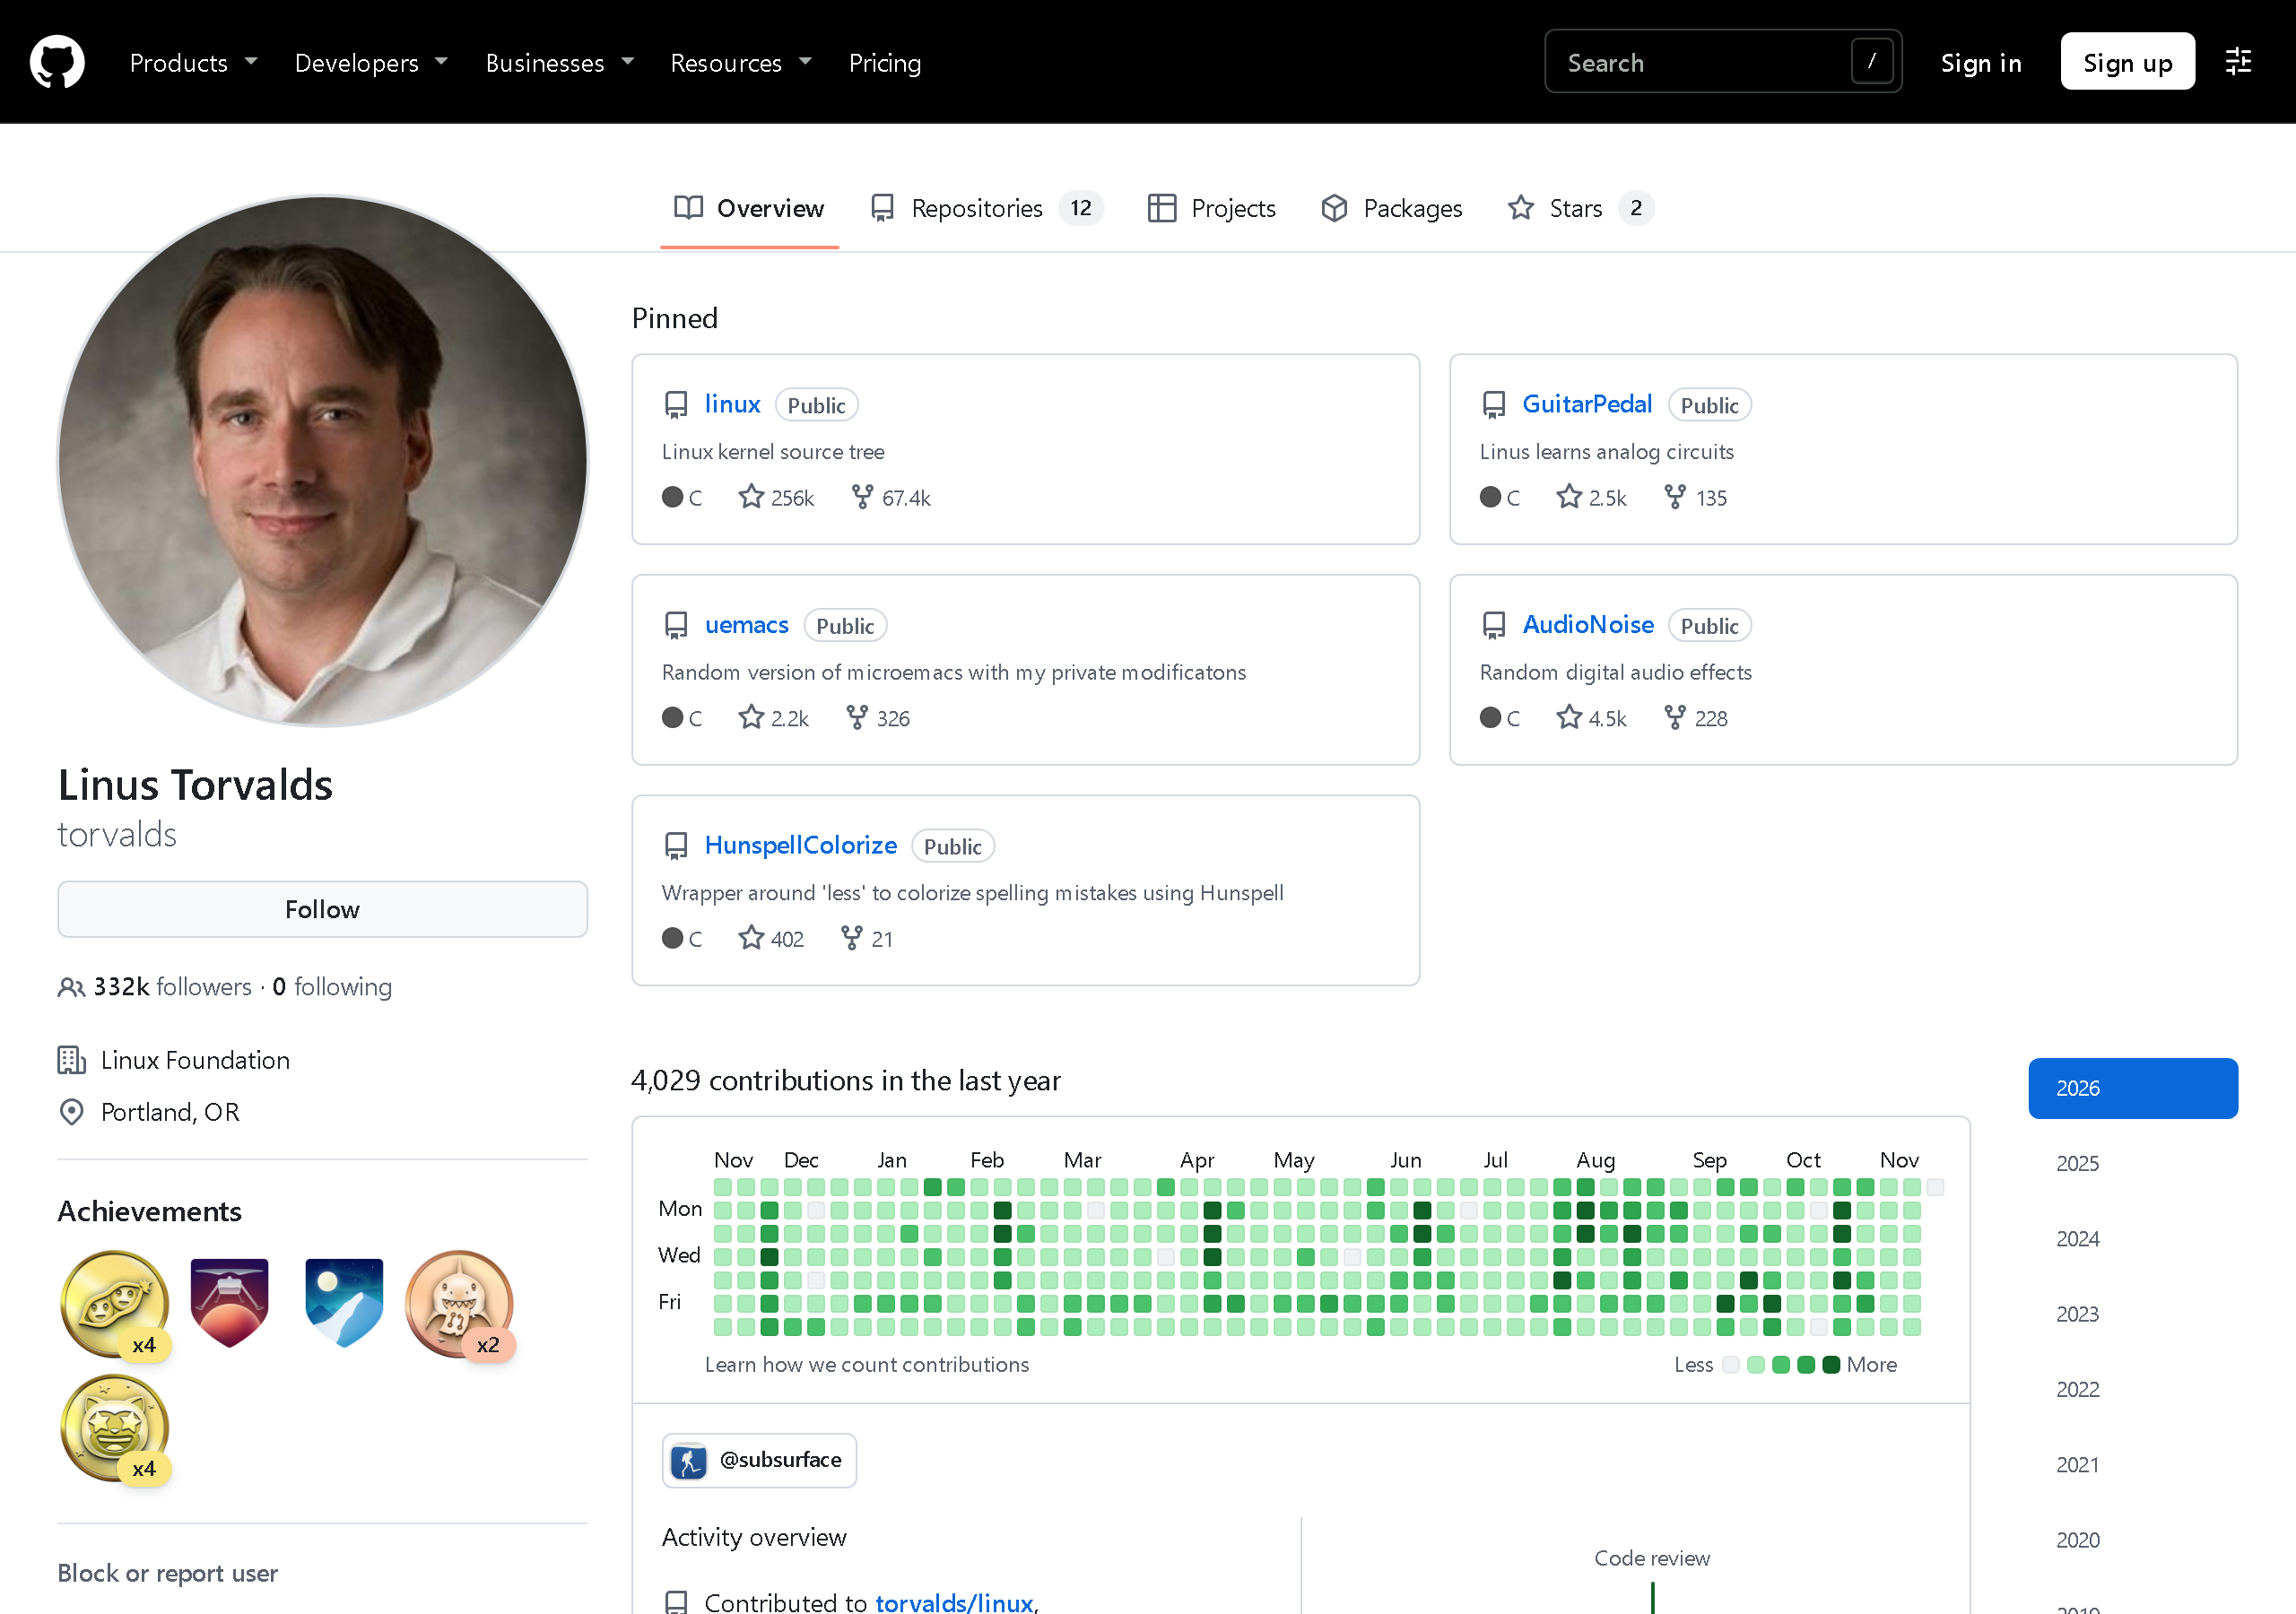 Products Developers Businesses Resources Pricing Search / Sign in Sign up
Overview Repositories 12 Projects Packages Stars 2
Linus Torvalds
torvalds
Follow
332k followers · 0 following
Linux Foundation
Portland, OR
Achievements
x4
x2
x4
Block or report user
Pinned
linux Public
Linux kernel source tree
C 256k 67.4k
GuitarPedal Public
Linus learns analog circuits
C 2.5k 135
uemacs Public
Random version of microemacs with my private modificatons
C 2.2k 326
AudioNoise Public
Random digital audio effects
C 4.5k 228
HunspellColorize Public
Wrapper around 'less' to colorize spelling mistakes using Hunspell
C 402 21
4,029 contributions in the last year
Nov Dec Jan Feb Mar Apr May Jun Jul Aug Sep Oct Nov
Mon
Wed
Fri
Learn how we count contributions Less More
@subsurface
Activity overview
Contributed to torvalds/linux,
Code review
2026
2025
2024
2023
2022
2021
2020
2019